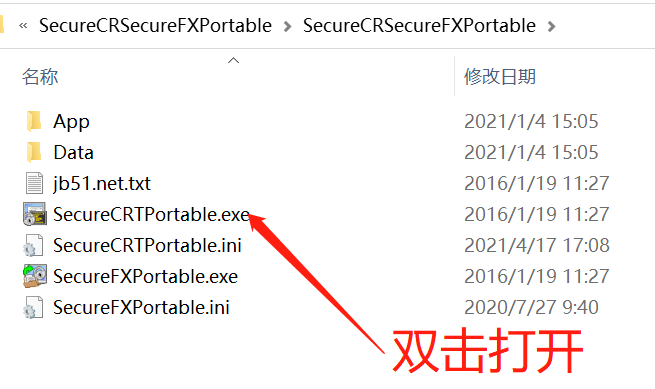 « SecureCRSecureFXPortable > SecureCRSecureFXPortable >
名称 修改日期
App 2021/1/4 15:05
Data 2021/1/4 15:05
jb51.net.txt 2016/1/19 11:27
SecureCRTPortable.exe 2016/1/19 11:27
SecureCRTPortable.ini 2021/4/17 17:08
SecureFXPortable.exe 2016/1/19 11:27
SecureFXPortable.ini 2020/7/27 9:40
双击打开